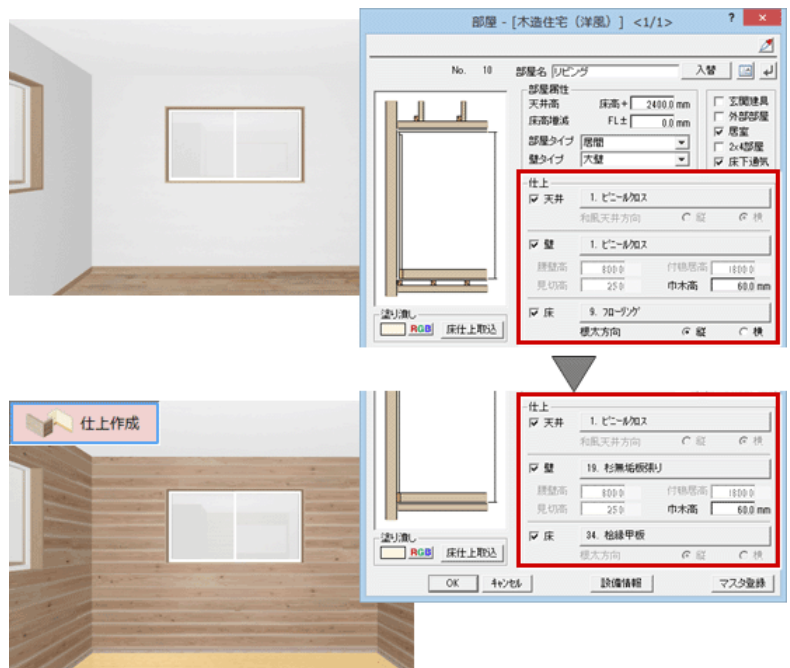 部屋 - [木造住宅（洋風）] <1/1>
No. 10 部屋名 リビング 入替
部屋属性
天井高 床高+ 2400.0 mm
床高増減 FL± 0.0 mm
部屋タイプ 居間
壁タイプ 大壁
玄関建具
外部部屋
居室
2x4部屋
床下通気
仕上
天井 1. ビニールクロス
和風天井方向 縦 横
壁 1. ビニールクロス
腰壁高 800.0 付鴨居高 1800.0
見切高 25.0 巾木高 60.0 mm
床 9. フローリング
根太方向 縦 横
塗り潰し
RGB 床仕上取込
仕上作成
仕上
天井 1. ビニールクロス
和風天井方向 縦 横
壁 19. 杉無垢板張り
腰壁高 800.0 付鴨居高 1800.0
見切高 25.0 巾木高 60.0 mm
床 34. 桧縁甲板
根太方向 縦 横
塗り潰し
RGB 床仕上取込
OK キャンセル 設備情報 マスタ登録